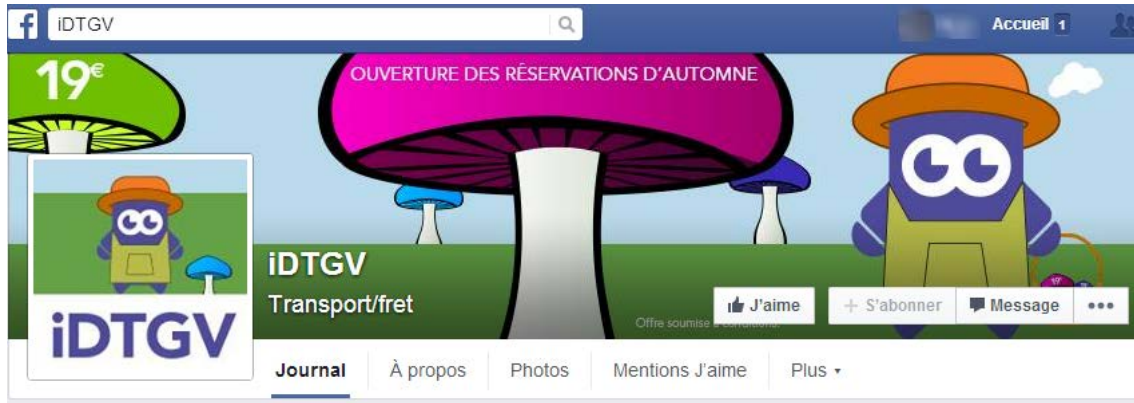 f iDTGV Accueil 1
19€
OUVERTURE DES RÉSERVATIONS D'AUTOMNE
iDTGV
Transport/fret
J'aime + S'abonner Message •••
Offre soumise à conditions.
19€
iDTGV
Journal À propos Photos Mentions J'aime Plus